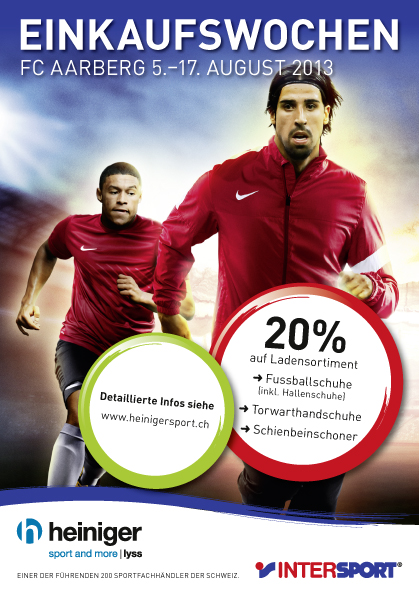 EINKAUFSWOCHEN
FC AARBERG 5.–17. AUGUST 2013
20%
auf Ladensortiment
➜ Fussballschuhe
(inkl. Hallenschuhe)
➜ Torwarthandschuhe
➜ Schienbeinschoner
Detaillierte Infos siehe
www.heinigersport.ch
h heiniger
sport and more | lyss
EINER DER FÜHRENDEN 200 SPORTFACHHÄNDLER DER SCHWEIZ.
INTERSPORT®